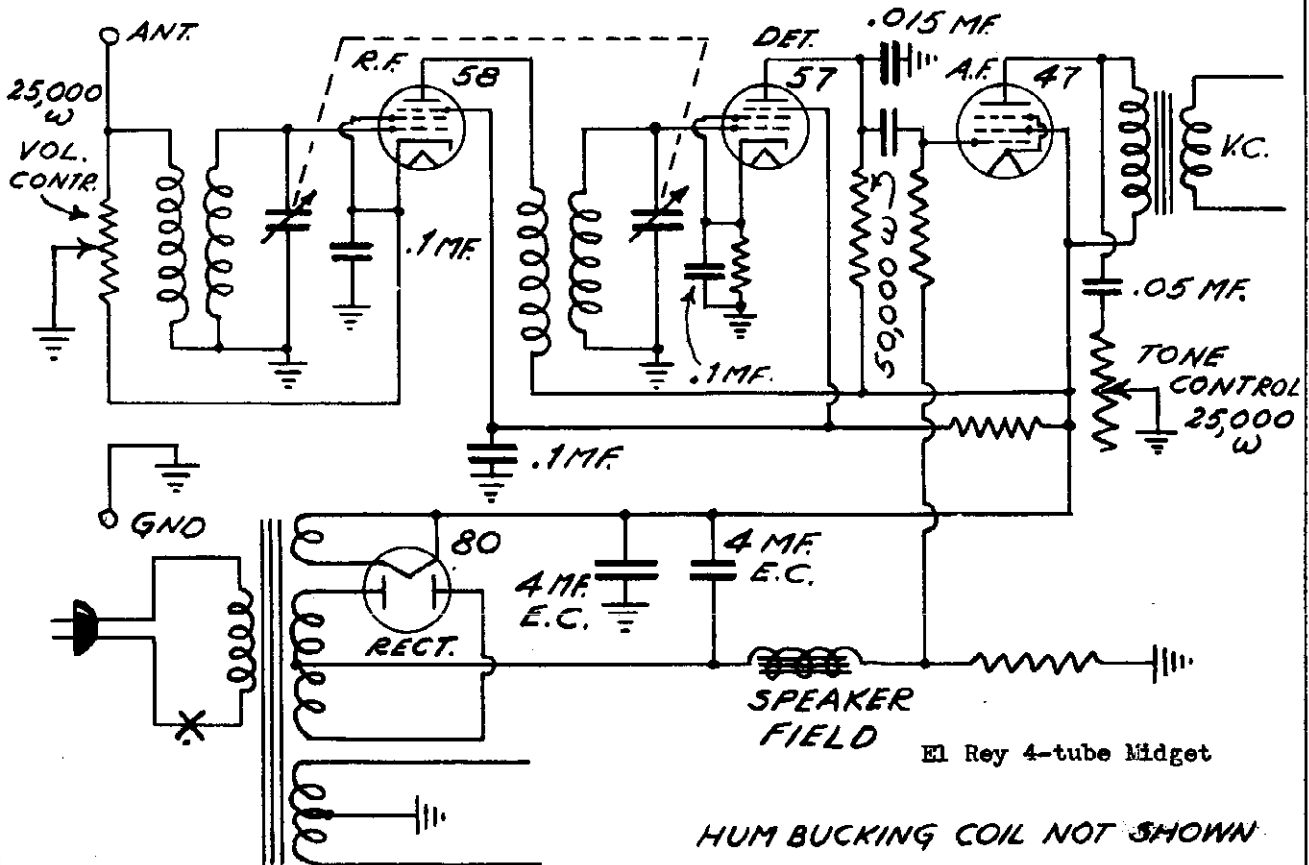 ANT.
25,000
ω
VOL.
CONTR.
R.F.
58
.1 MF.
DET.
57
.015 MF.
A.F.
47
V.C.
50,000 ω
.1 MF.
.05 MF.
TONE
CONTROL
25,000
ω
.1 MF.
GND
80
RECT.
4 MF.
E.C.
4 MF.
E.C.
SPEAKER
FIELD
El Rey 4-tube Midget
HUM BUCKING COIL NOT SHOWN